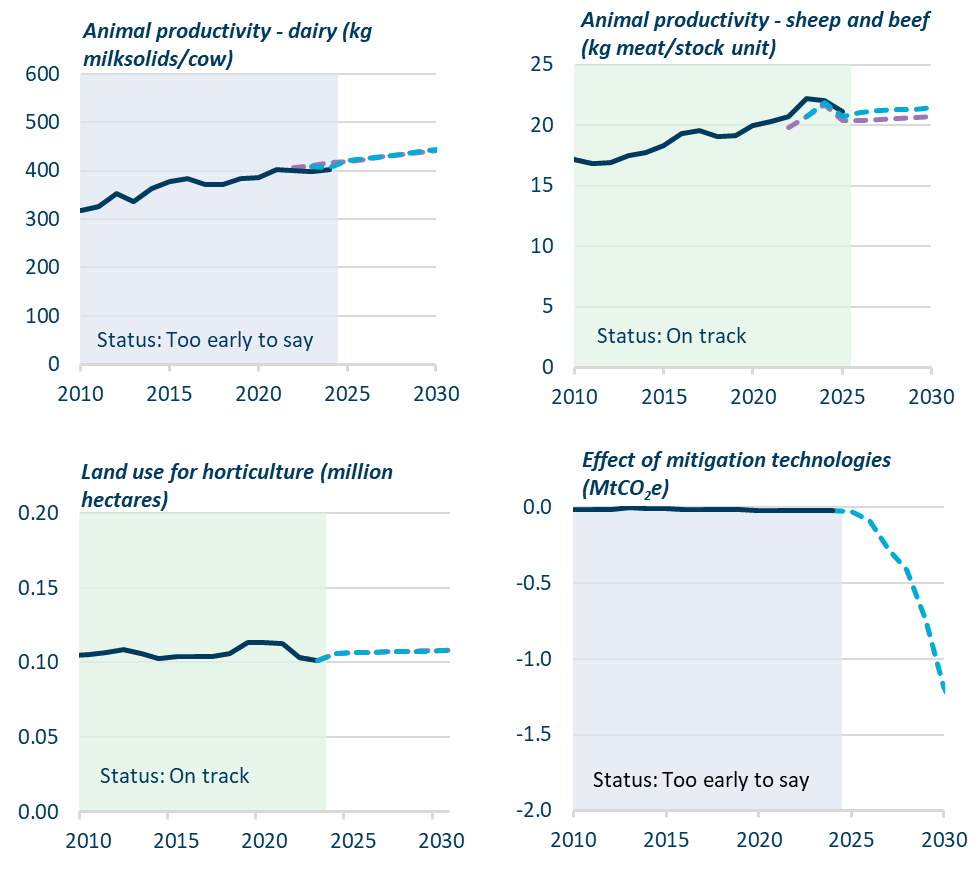 Animal productivity - dairy (kg
milksolids/cow)
600
500
400
300
200
100
0
Status: Too early to say
2010 2015 2020 2025 2030
Animal productivity - sheep and beef
(kg meat/stock unit)
25
20
15
10
5
0
Status: On track
2010 2015 2020 2025 2030
Land use for horticulture (million
hectares)
0.20
0.15
0.10
0.05
0.00
Status: On track
2010 2015 2020 2025 2030
Effect of mitigation technologies
(MtCO₂e)
0.0
-0.5
-1.0
-1.5
-2.0
Status: Too early to say
2010 2015 2020 2025 2030